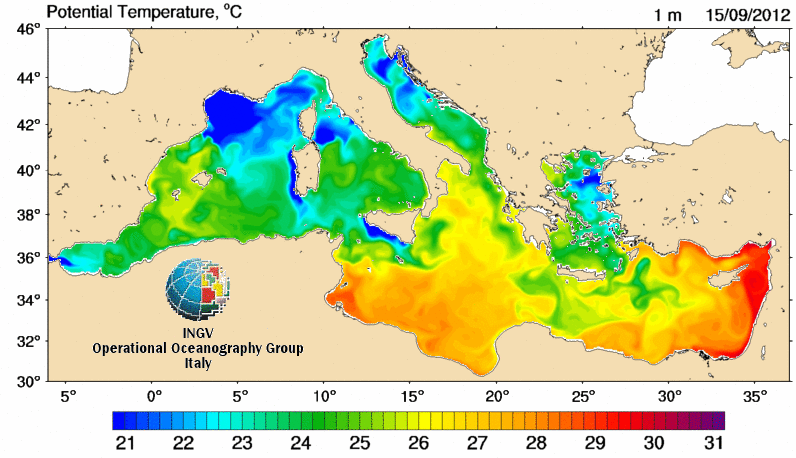 Potential Temperature, °C
1 m 15/09/2012
46°
44°
42°
40°
38°
36°
34°
32°
30°
INGV
Operational Oceanography Group
Italy
5° 0° 5° 10° 15° 20° 25° 30° 35°
21 22 23 24 25 26 27 28 29 30 31